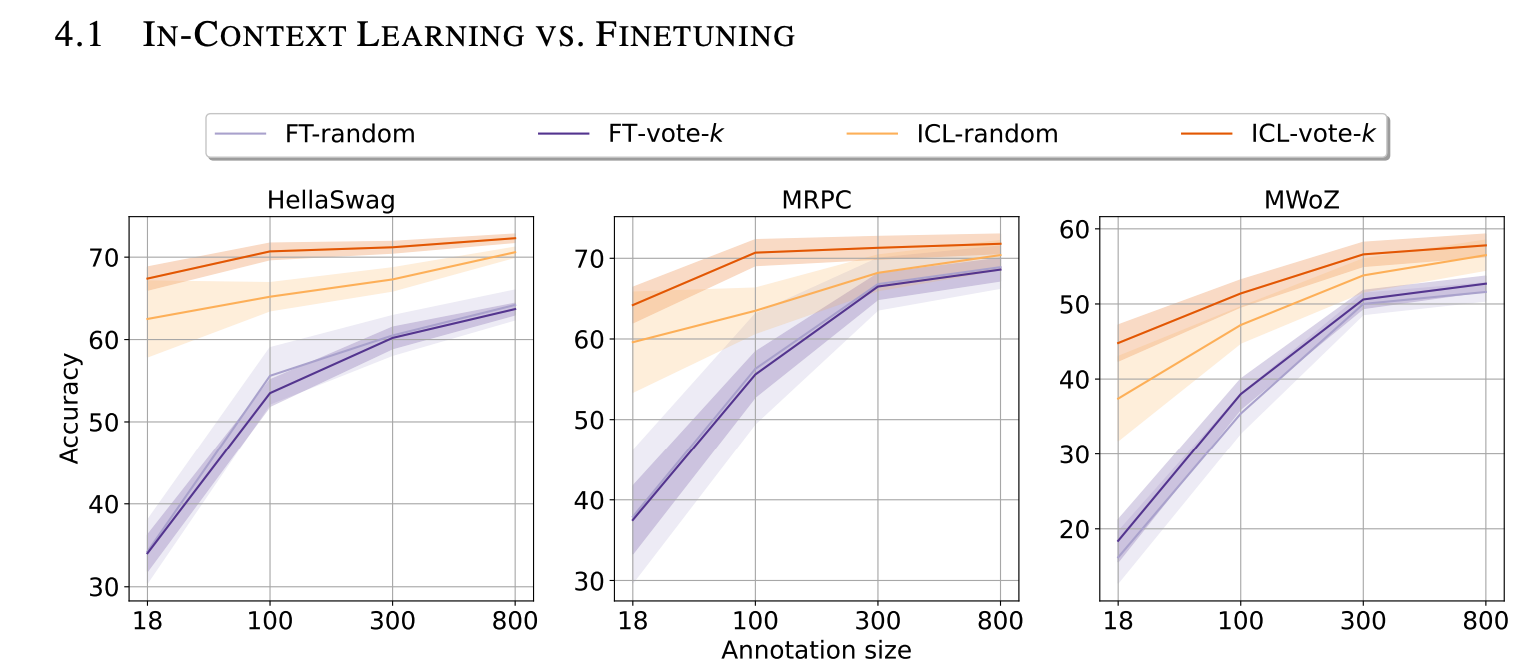 4.1 IN-CONTEXT LEARNING VS. FINETUNING
FT-random FT-vote-k ICL-random ICL-vote-k
HellaSwag MRPC MWoZ
Accuracy
70
60
50
40
30
18 100 300 800
70
60
50
40
30
18 100 300 800
60
50
40
30
20
18 100 300 800
Annotation size